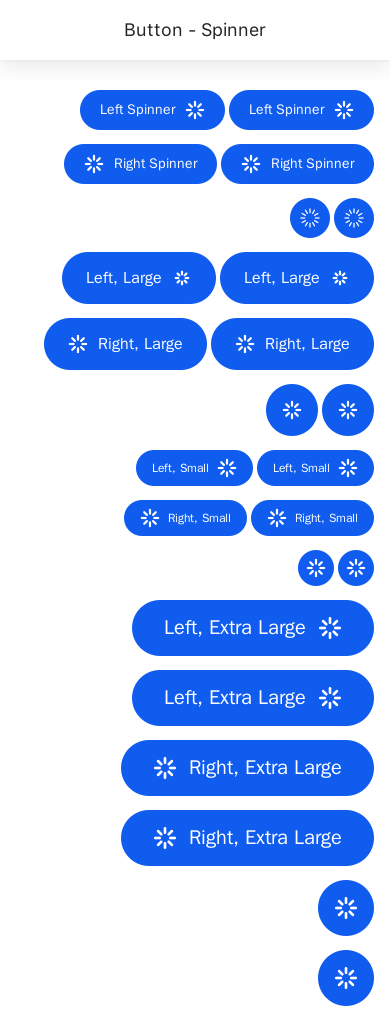 Button - Spinner
Left Spinner Left Spinner
Right Spinner Right Spinner
Left, Large Left, Large
Right, Large Right, Large
Left, Small Left, Small
Right, Small Right, Small
Left, Extra Large
Left, Extra Large
Right, Extra Large
Right, Extra Large